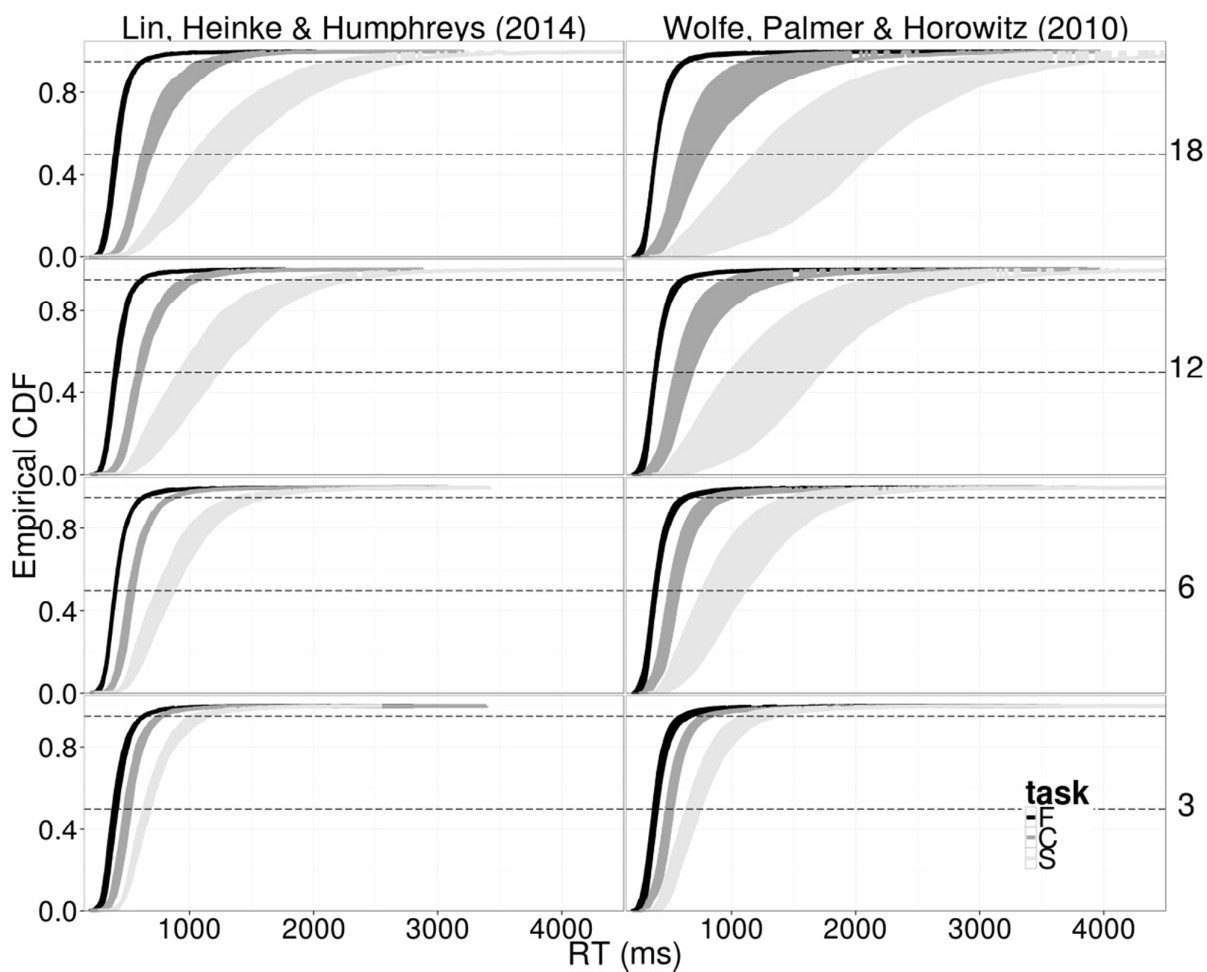 Lin, Heinke & Humphreys (2014)
Wolfe, Palmer & Horowitz (2010)
Empirical CDF
0.8
0.4
0.0
18
0.8
0.4
0.0
12
0.8
0.4
0.0
6
0.8
0.4
0.0
3
task
F
C
S
1000 2000 3000 4000
1000 2000 3000 4000
RT (ms)